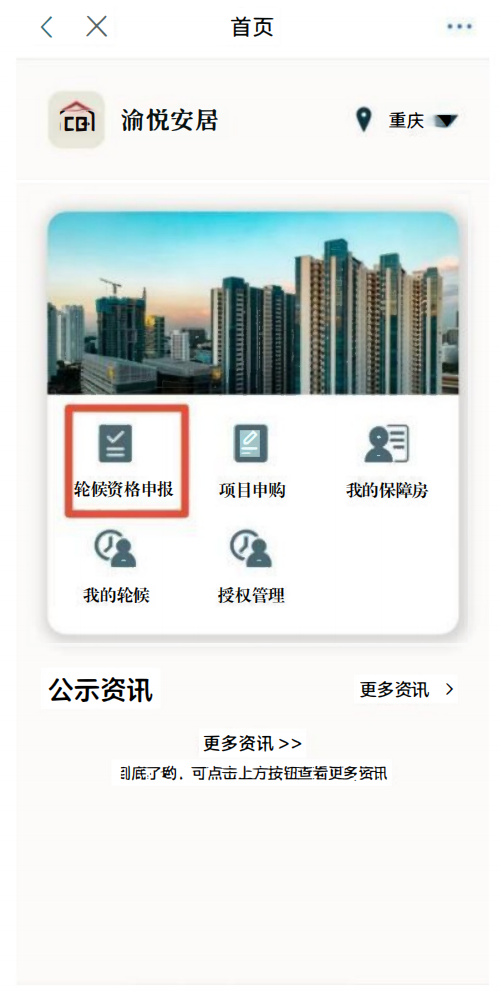 首页
渝悦安居
重庆
轮候资格申报
项目申购
我的保障房
我的轮候
授权管理
公示资讯
更多资讯
更多资讯 >>
到底了哟，可点击上方按钮查看更多资讯